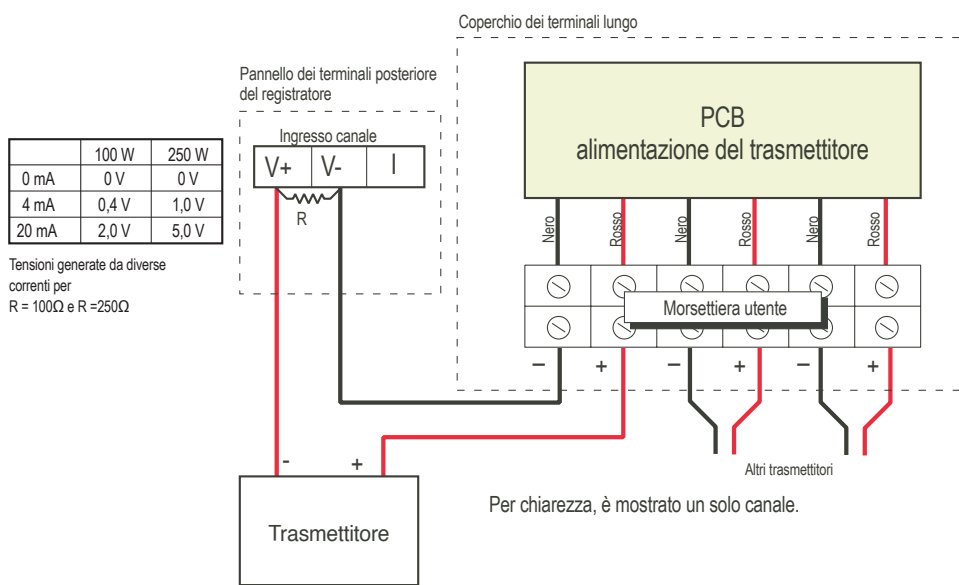 Coperchio dei terminali lungo
Pannello dei terminali posteriore
del registratore
Ingresso canale
V+ V- I
R
PCB
alimentazione del trasmettitore
100 W 250 W
0 mA 0 V 0 V
4 mA 0,4 V 1,0 V
20 mA 2,0 V 5,0 V
Tensioni generate da diverse
correnti per
R = 100Ω e R =250Ω
Nero Rosso Nero Rosso Nero Rosso
Morsettiera utente
− + − + − +
- +
Trasmettitore
Altri trasmettitori
Per chiarezza, è mostrato un solo canale.